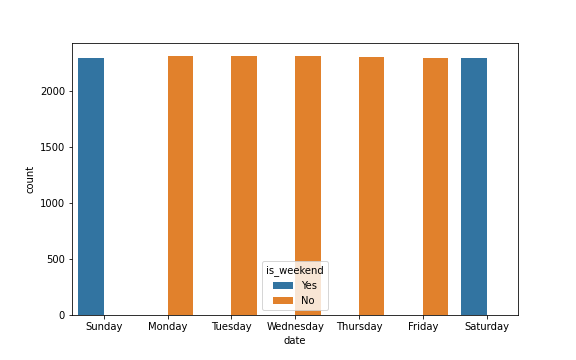 2000
1500
1000
500
0
count
is_weekend
Yes
No
Sunday Monday Tuesday Wednesday Thursday Friday Saturday
date